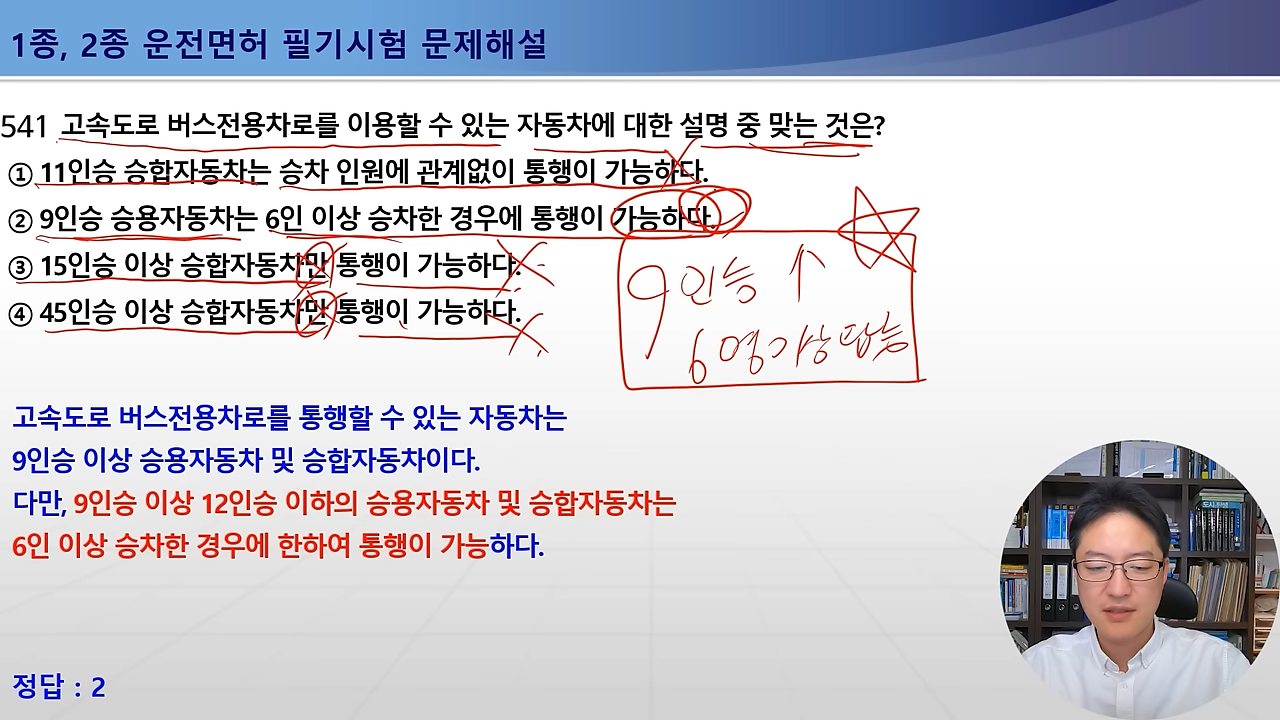 1종, 2종 운전면허 필기시험 문제해설
541 고속도로 버스전용차로를 이용할 수 있는 자동차에 대한 설명 중 맞는 것은?
① 11인승 승합자동차는 승차 인원에 관계없이 통행이 가능하다.
② 9인승 승용자동차는 6인 이상 승차한 경우에 통행이 가능하다.
③ 15인승 이상 승합자동차만 통행이 가능하다.
④ 45인승 이상 승합자동차만 통행이 가능하다.
9인승 ↑
6명 이상 탑승
고속도로 버스전용차로를 통행할 수 있는 자동차는
9인승 이상 승용자동차 및 승합자동차이다.
다만, 9인승 이상 12인승 이하의 승용자동차 및 승합자동차는
6인 이상 승차한 경우에 한하여 통행이 가능하다.
정답 : 2